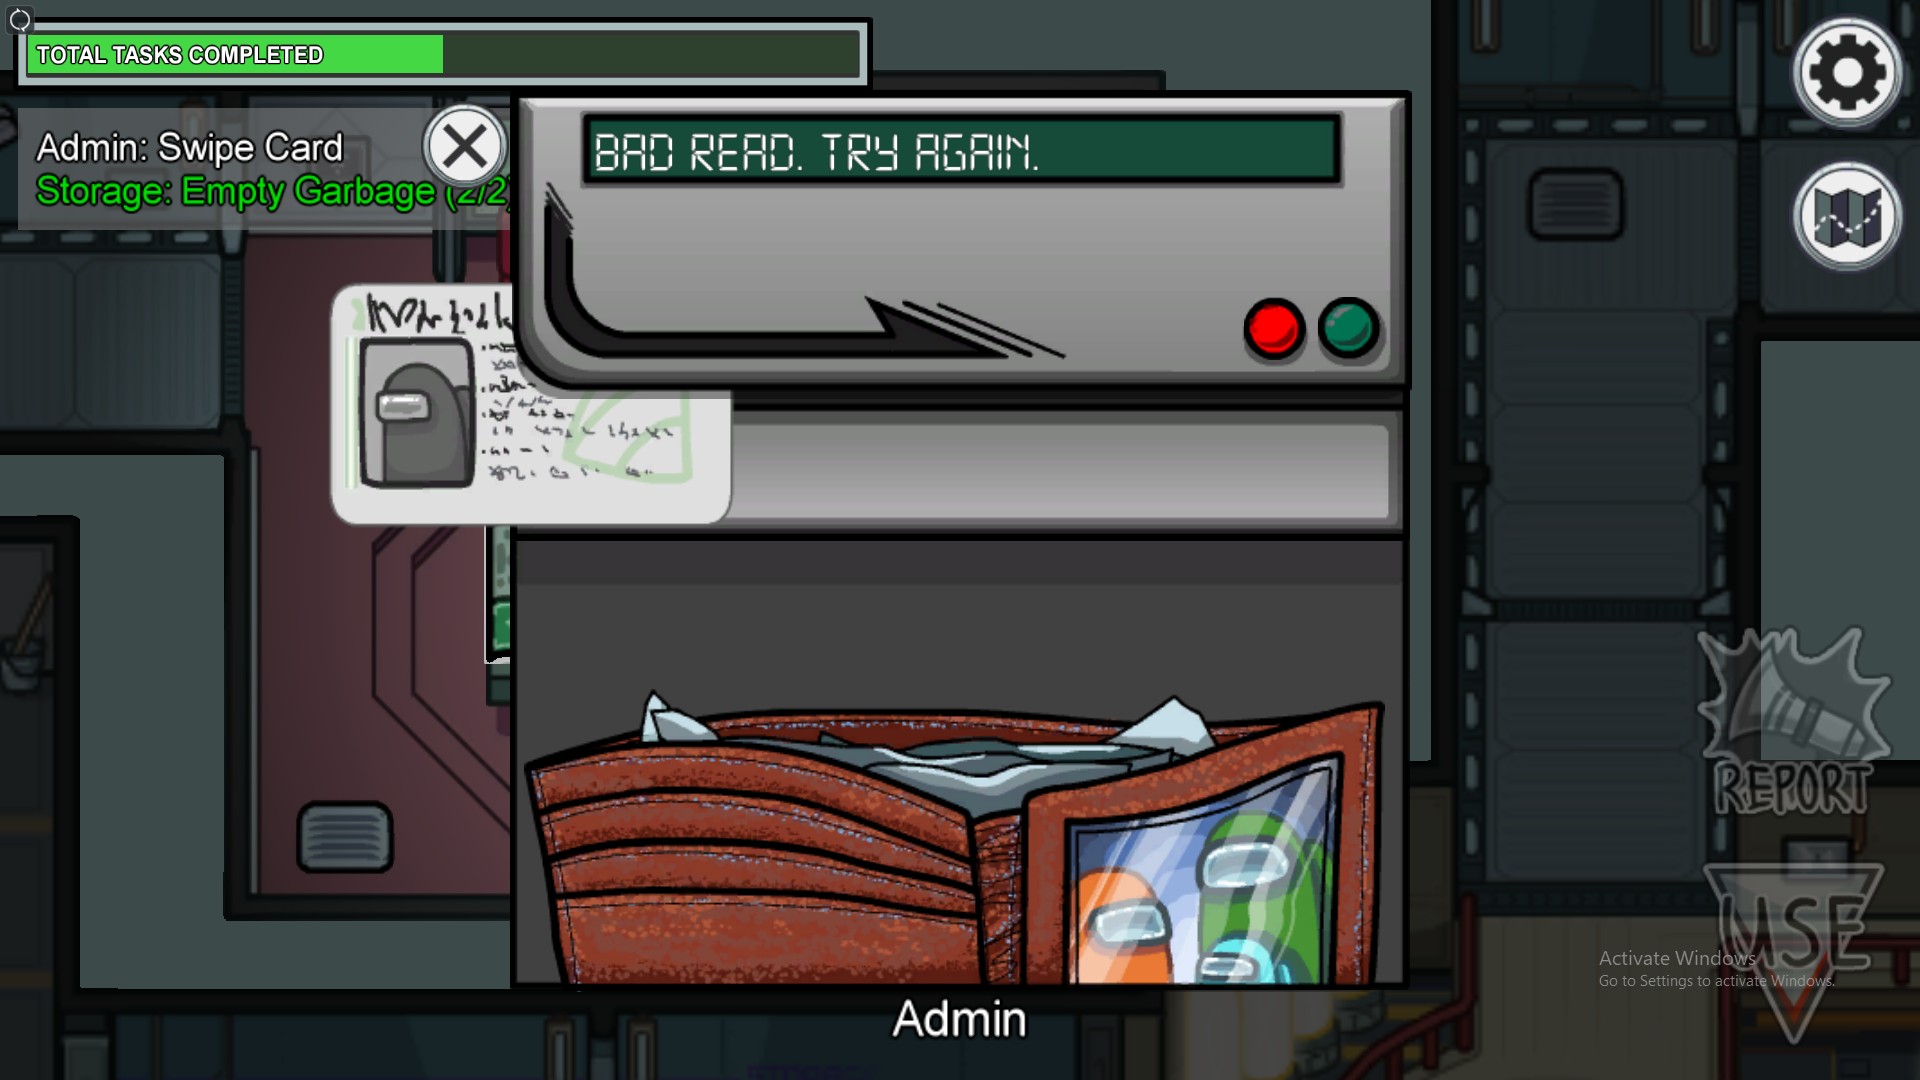 TOTAL TASKS COMPLETED
Admin: Swipe Card
Storage: Empty Garbage (2/2)
BAD READ. TRY AGAIN.
REPORT
USE
Activate Windows
Go to Settings to activate Windows.
Admin